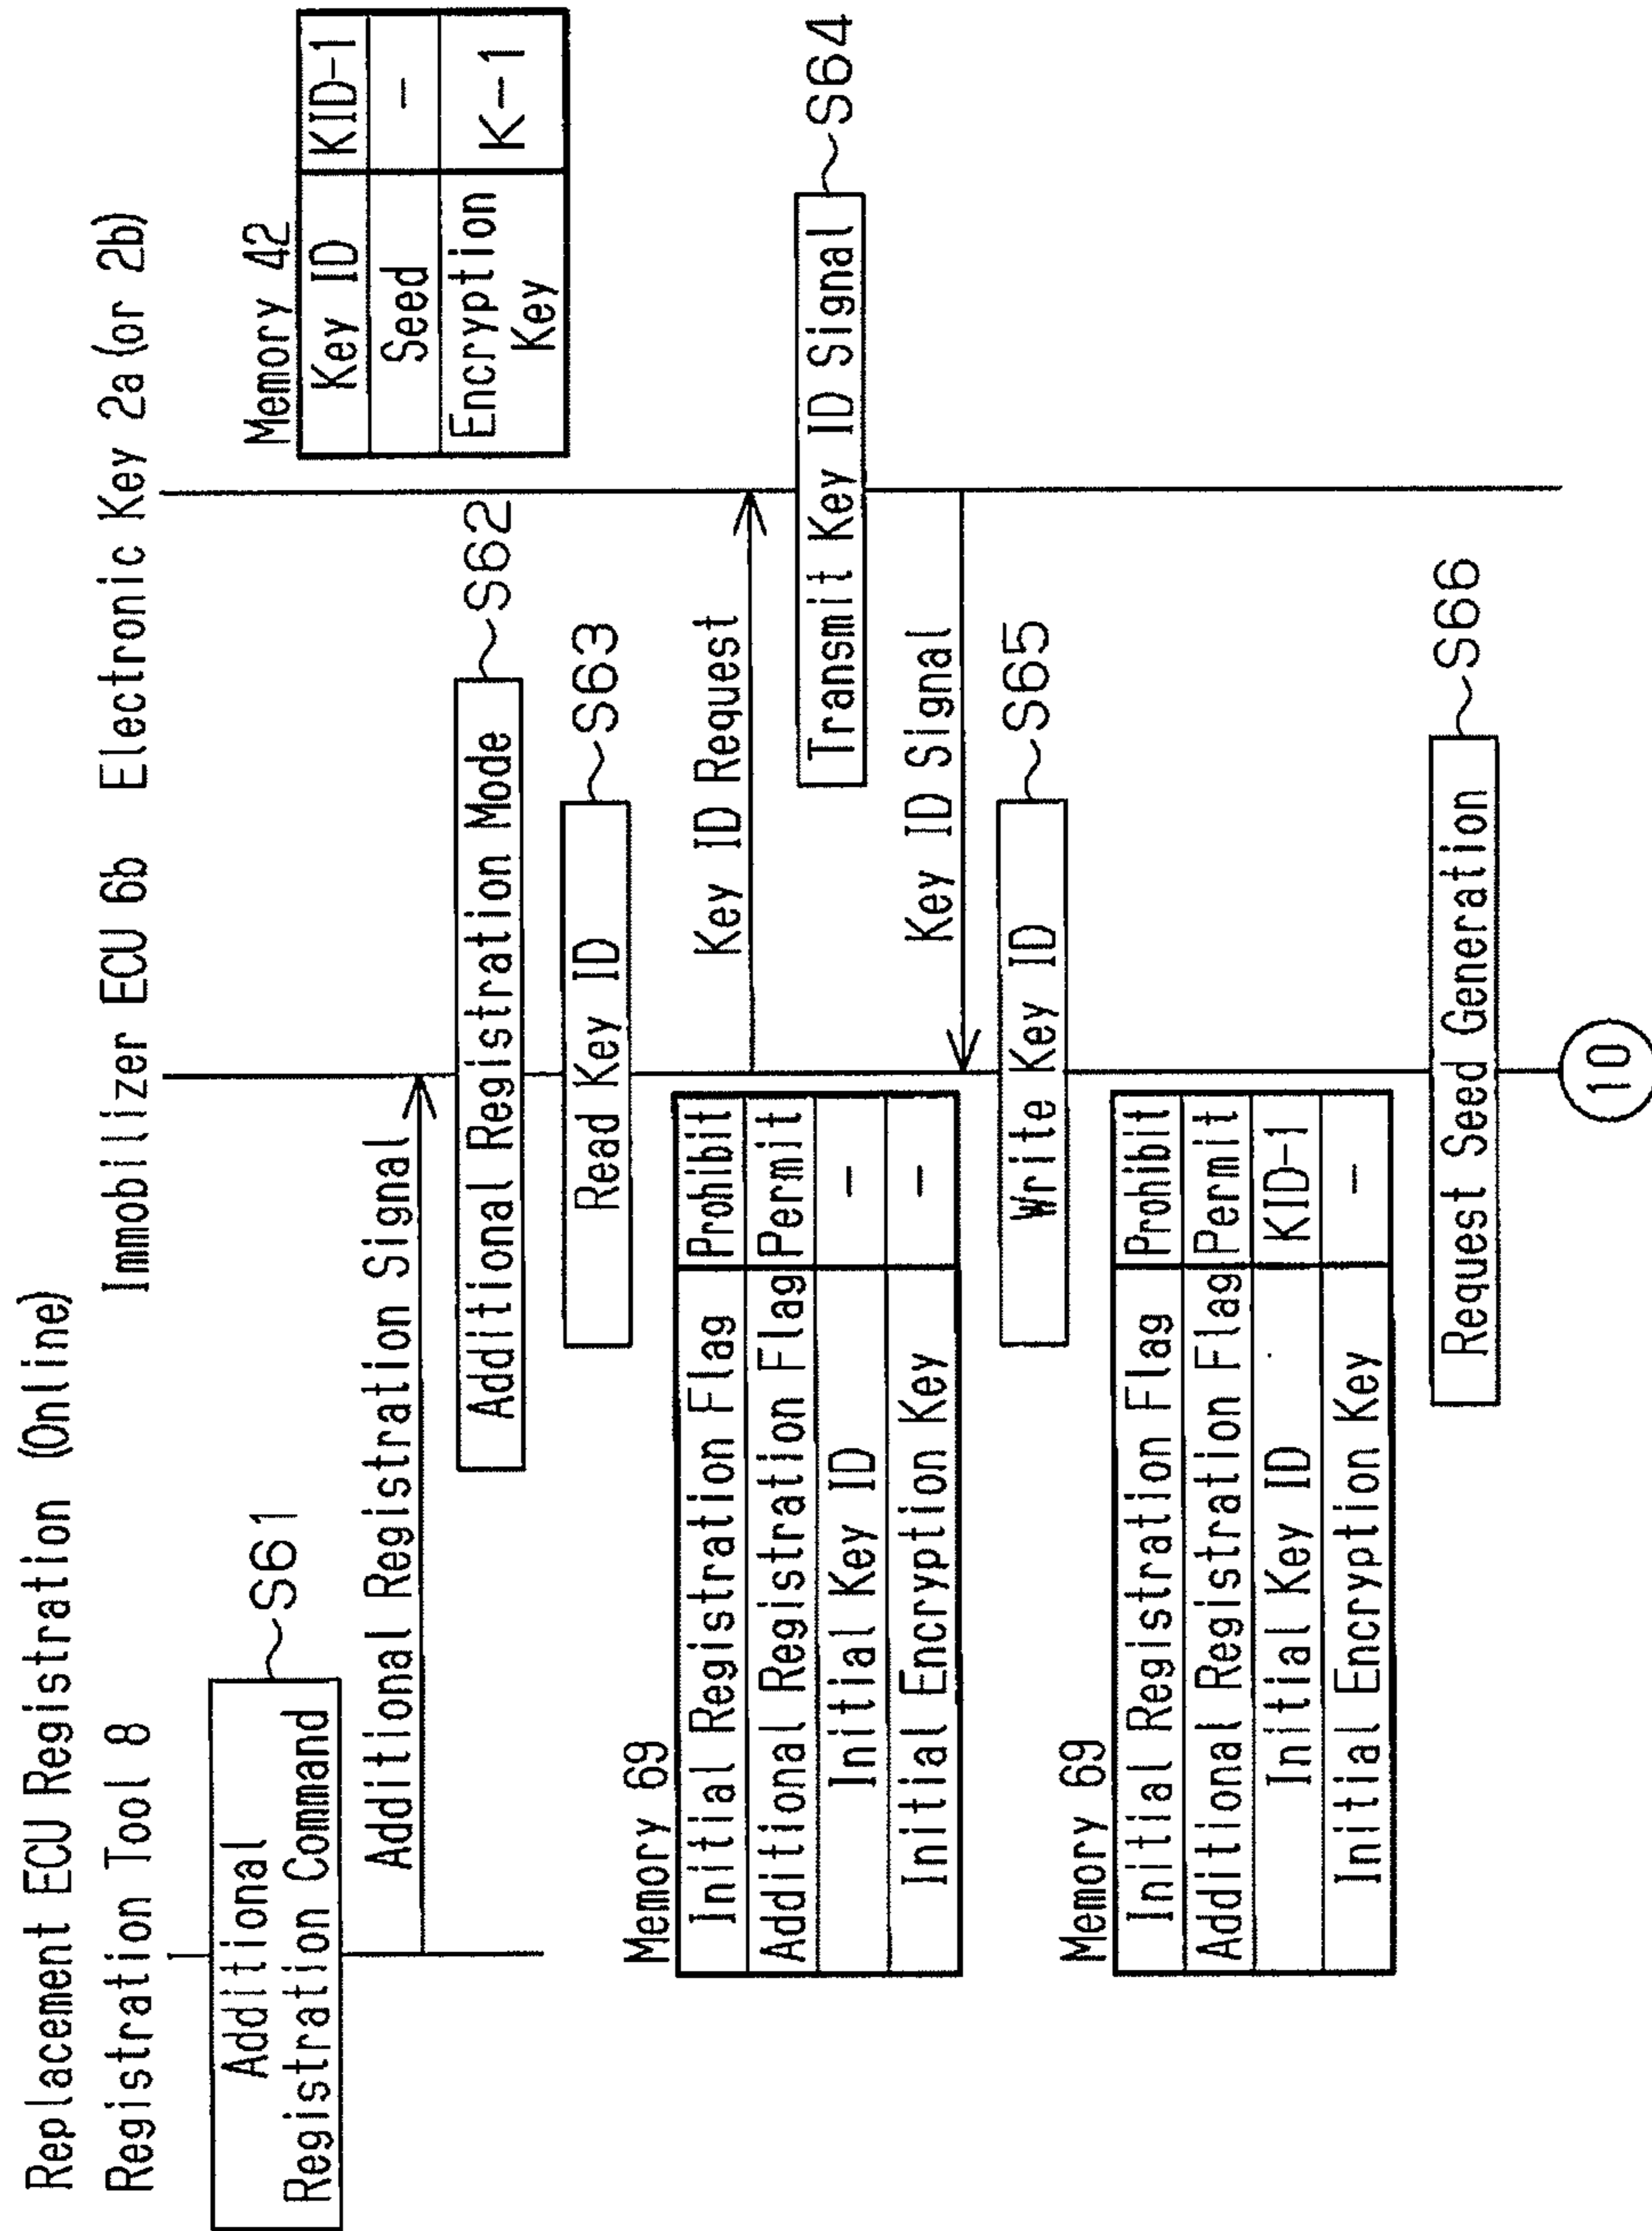 Replacement ECU Registration (Online)
Registration Tool 8
Immobilizer ECU 6b
Electronic Key 2a(or 2b)
Additional
Registration Command
S61
Memory 42
Key ID KID-1
Seed -
Encryption
Key
K-1
Additional Registration Signal
Additional Registration Mode
S62
Read Key ID
S63
Memory 69
Initial Registration Flag Prohibit
Additional Registration Flag Permit
Initial Key ID -
Initial Encryption Key -
Key ID Request
Transmit Key ID Signal
S64
Key ID Signal
Write Key ID
S65
Memory 69
Initial Registration Flag Prohibit
Additional Registration Flag Permit
Initial Key ID KID-1
Initial Encryption Key -
Request Seed Generation
S66
10